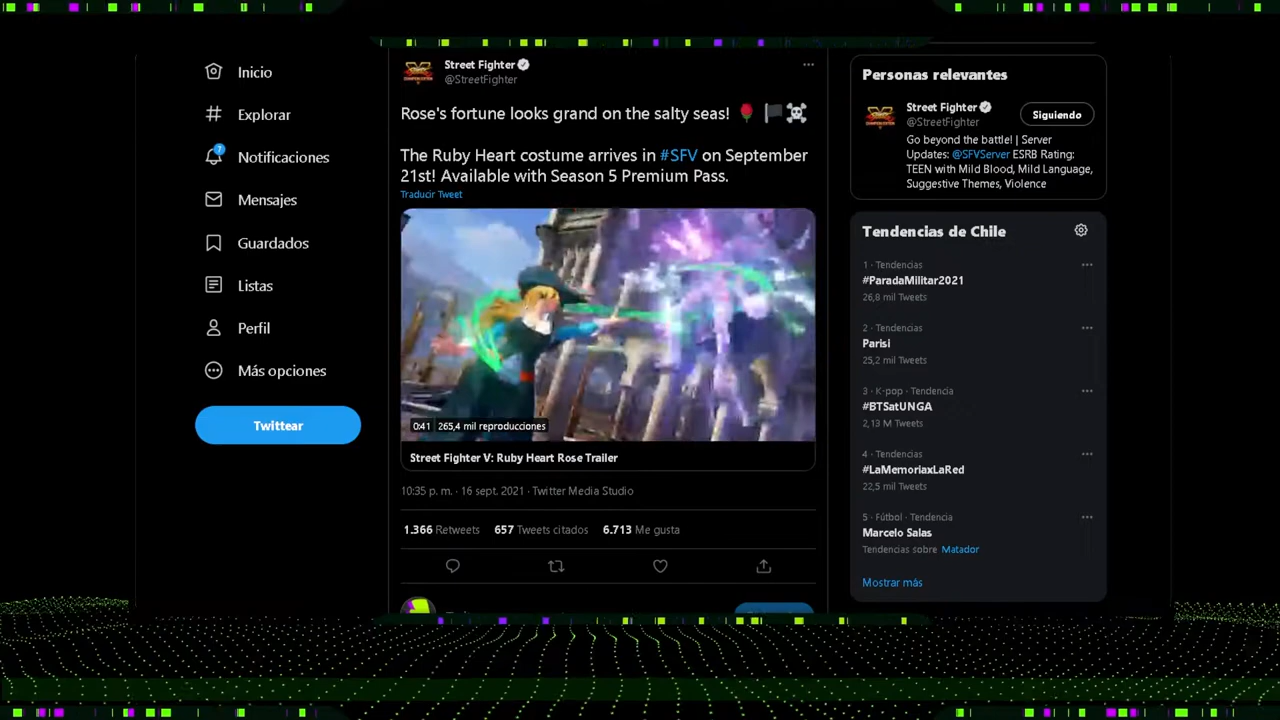 Inicio
Explorar
7
Notificaciones
Mensajes
Guardados
Listas
Perfil
Más opciones
Twittear
Street Fighter
@StreetFighter
Rose's fortune looks grand on the salty seas!
The Ruby Heart costume arrives in #SFV on September
21st! Available with Season 5 Premium Pass.
Traducir Tweet
0:41 265,4 mil reproducciones
Street Fighter V: Ruby Heart Rose Trailer
10:35 p. m. · 16 sept. 2021 · Twitter Media Studio
1.366 Retweets 657 Tweets citados 6.713 Me gusta
Personas relevantes
Street Fighter
@StreetFighter
Siguiendo
Go beyond the battle! | Server
Updates: @SFVServer ESRB Rating:
TEEN with Mild Blood, Mild Language,
Suggestive Themes, Violence
Tendencias de Chile
1 · Tendencias
#ParadaMilitar2021
26,8 mil Tweets
2 · Tendencias
Parisi
25,2 mil Tweets
3 · K-pop · Tendencia
#BTSatUNGA
2,13 M Tweets
4 · Tendencias
#LaMemoriaxLaRed
22,5 mil Tweets
5 · Fútbol · Tendencia
Marcelo Salas
Tendencias sobre Matador
Mostrar más